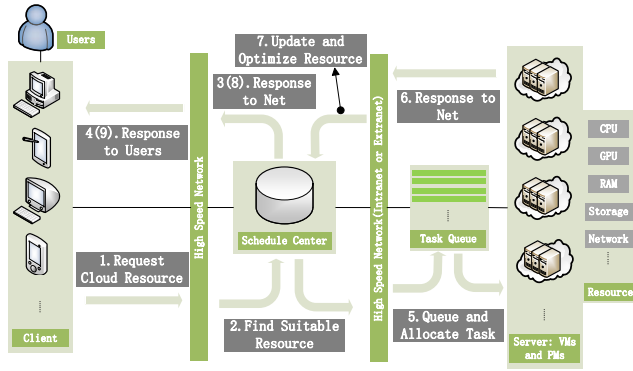 Users
7.Update and
Optimize Resource
3(8).Response
to Net
6.Response to
Net
4(9).Response
to Users
CPU
GPU
RAM
Storage
Network
Resource
High Speed Network
High Speed Network(Intranet or Extranet)
Schedule Center
Task Queue
1.Request
Cloud Resource
2.Find Suitable
Resource
5.Queue and
Allocate Task
Client
Server: VMs
and PMs